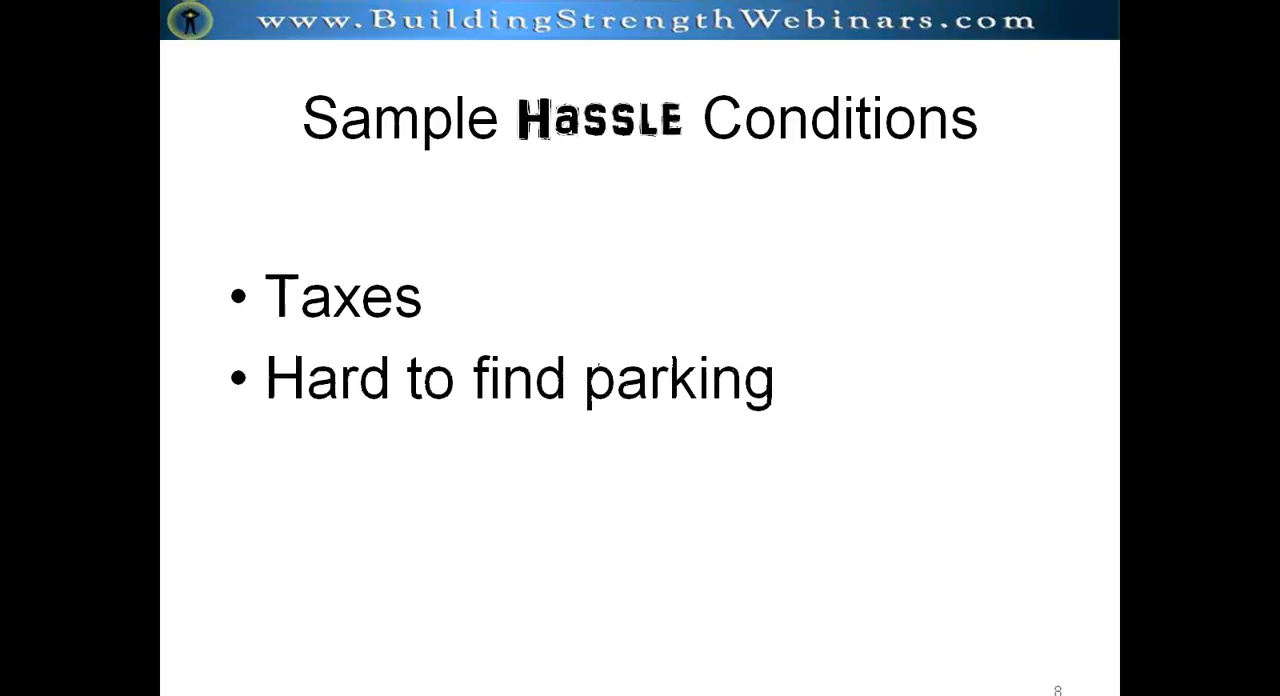 www.BuildingStrengthWebinars.com
Sample Hassle Conditions
• Taxes
• Hard to find parking
8